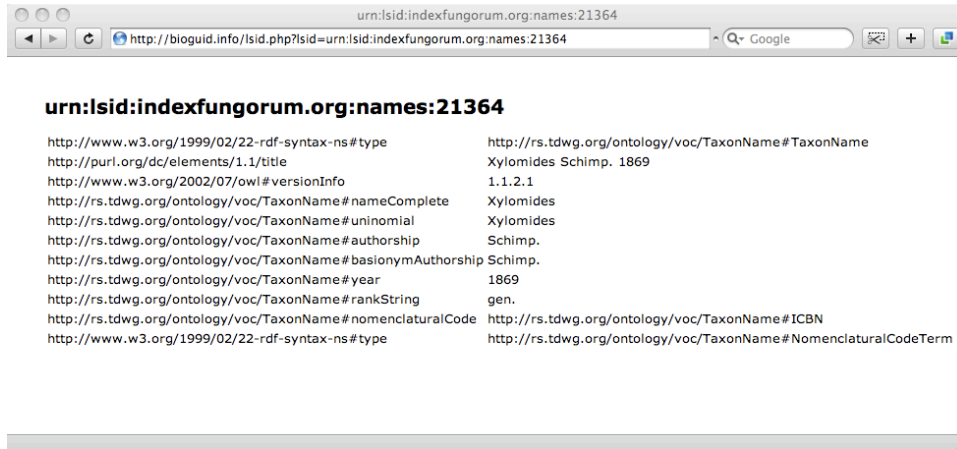 urn:lsid:indexfungorum.org:names:21364
http://bioguid.info/lsid.php?lsid=urn:lsid:indexfungorum.org:names:21364 Google
urn:lsid:indexfungorum.org:names:21364
http://www.w3.org/1999/02/22-rdf-syntax-ns#type http://rs.tdwg.org/ontology/voc/TaxonName#TaxonName
http://purl.org/dc/elements/1.1/title Xylomides Schimp. 1869
http://www.w3.org/2002/07/owl#versionInfo 1.1.2.1
http://rs.tdwg.org/ontology/voc/TaxonName#nameComplete Xylomides
http://rs.tdwg.org/ontology/voc/TaxonName#uninomial Xylomides
http://rs.tdwg.org/ontology/voc/TaxonName#authorship Schimp.
http://rs.tdwg.org/ontology/voc/TaxonName#basionymAuthorship Schimp.
http://rs.tdwg.org/ontology/voc/TaxonName#year 1869
http://rs.tdwg.org/ontology/voc/TaxonName#rankString gen.
http://rs.tdwg.org/ontology/voc/TaxonName#nomenclaturalCode http://rs.tdwg.org/ontology/voc/TaxonName#ICBN
http://www.w3.org/1999/02/22-rdf-syntax-ns#type http://rs.tdwg.org/ontology/voc/TaxonName#NomenclaturalCodeTerm